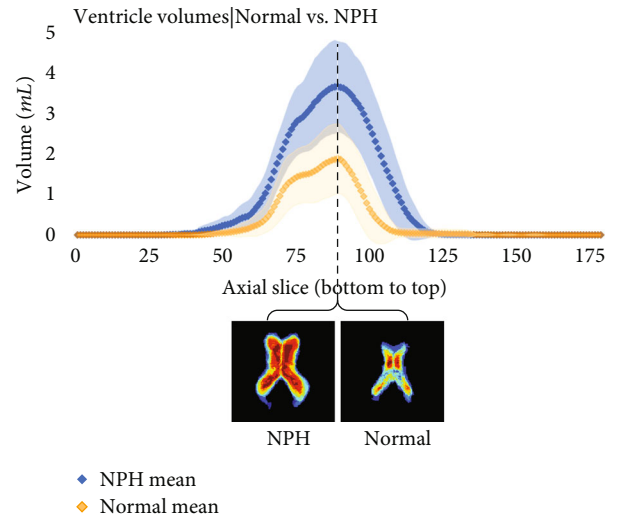 Ventricle volumes|Normal vs. NPH
5
4
3
2
1
0
Volume (mL)
0 25 50 75 100 125 150 175
Axial slice (bottom to top)
NPH Normal
NPH mean
Normal mean